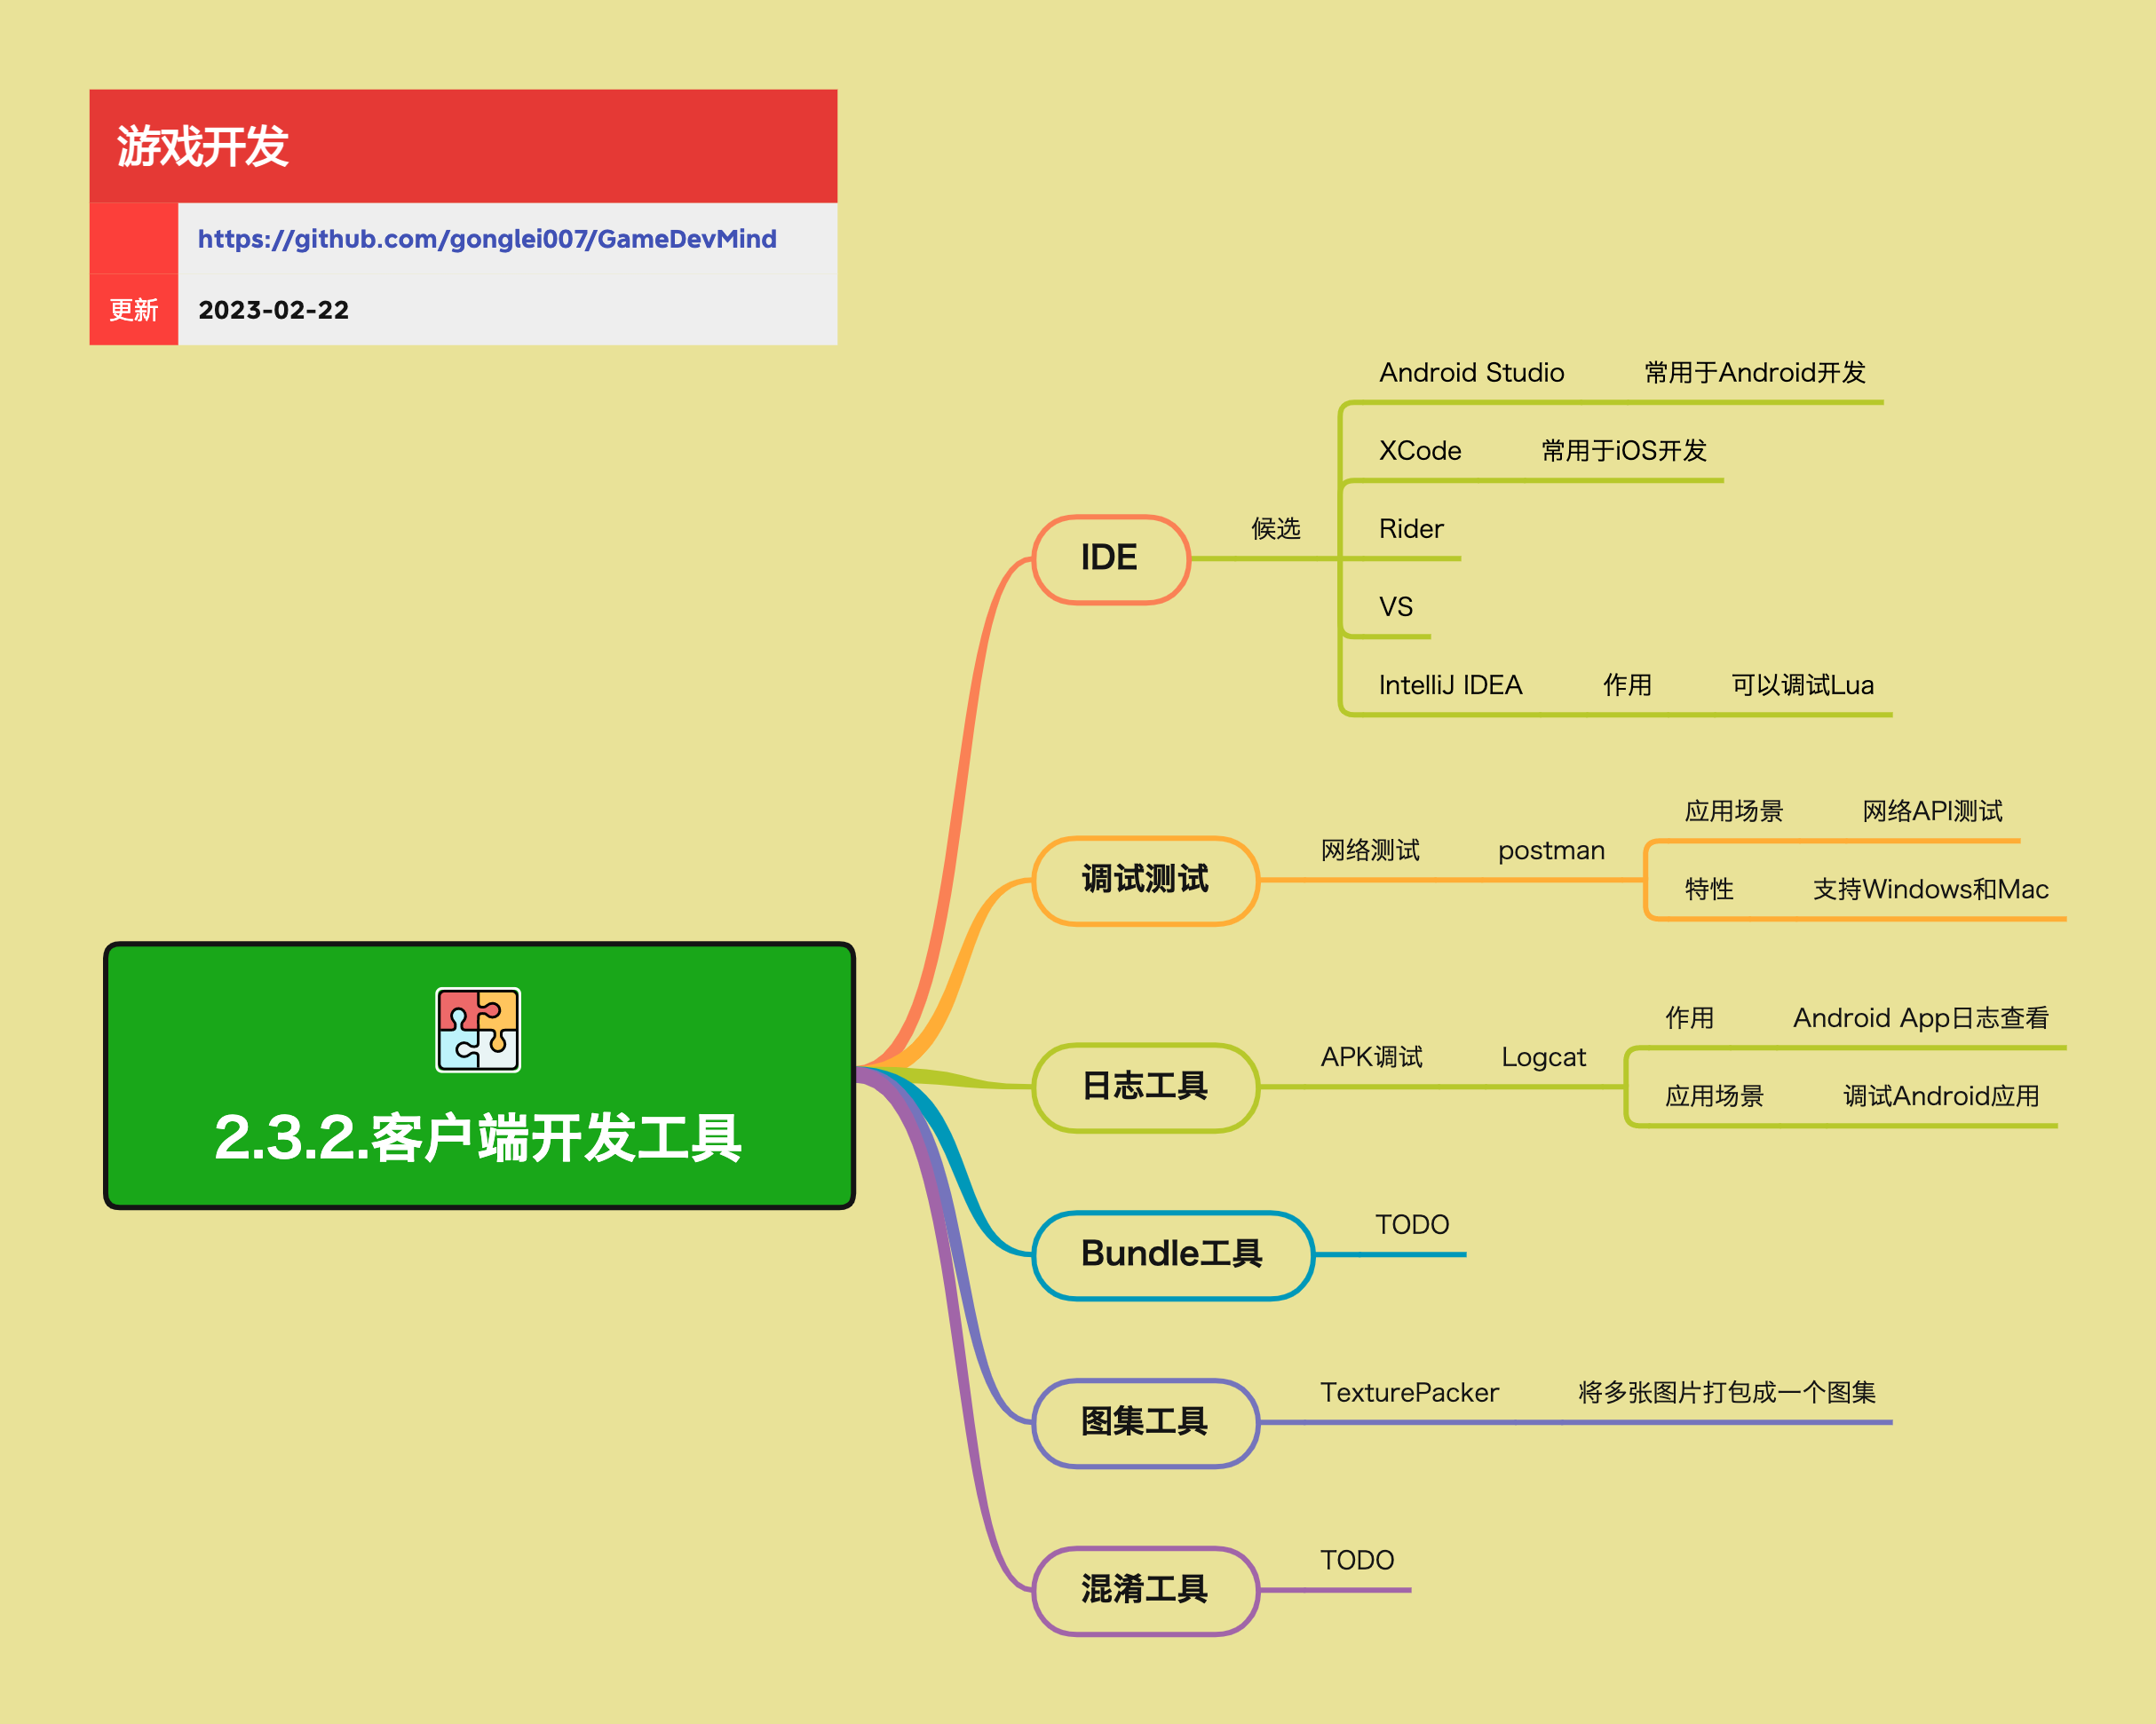 游戏开发
https://github.com/gonglei007/GameDevMind
更新 2023-02-22
2.3.2.客户端开发工具
IDE
候选
Android Studio 常用于Android开发
XCode 常用于iOS开发
Rider
VS
IntelliJ IDEA 作用 可以调试Lua
调试测试
网络测试 postman
应用场景 网络API测试
特性 支持Windows和Mac
日志工具
APK调试 Logcat
作用 Android App日志查看
应用场景 调试Android应用
Bundle工具
TODO
图集工具
TexturePacker 将多张图片打包成一个图集
混淆工具
TODO